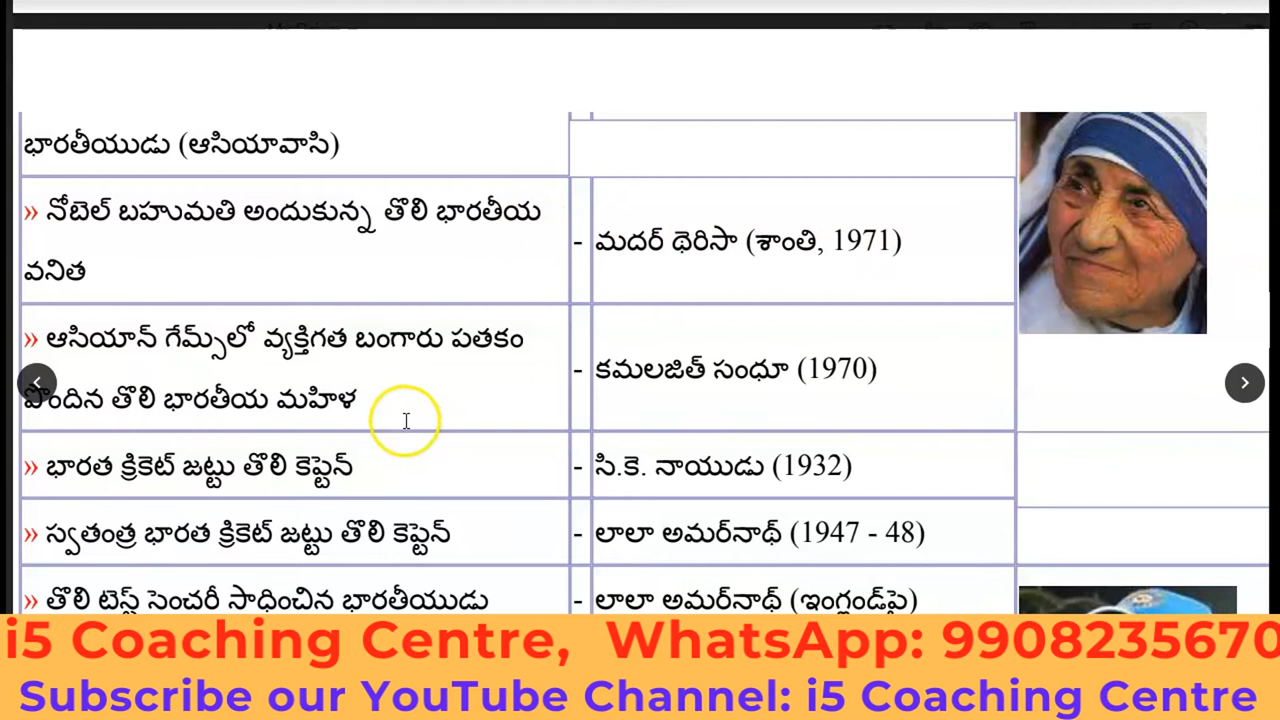 భారతీయుడు (ఆసియావాసి)
» నోబెల్ బహుమతి అందుకున్న తొలి భారతీయ
వనిత
- మదర్ థెరిసా (శాంతి, 1971)
» ఆసియాన్ గేమ్స్‌లో వ్యక్తిగత బంగారు పతకం
పొందిన తొలి భారతీయ మహిళ
- కమలజిత్ సంధూ (1970)
» భారత క్రికెట్ జట్టు తొలి కెప్టెన్ - సి.కె. నాయుడు (1932)
» స్వతంత్ర భారత క్రికెట్ జట్టు తొలి కెప్టెన్ - లాలా అమర్‌నాథ్ (1947 - 48)
» తొలి టెస్ట్ సెంచరీ సాధించిన భారతీయుడు - లాలా అమర్‌నాథ్ (ఇంగ్లండ్‌పై)
i5 Coaching Centre, WhatsApp: 9908235670
Subscribe our YouTube Channel: i5 Coaching Centre